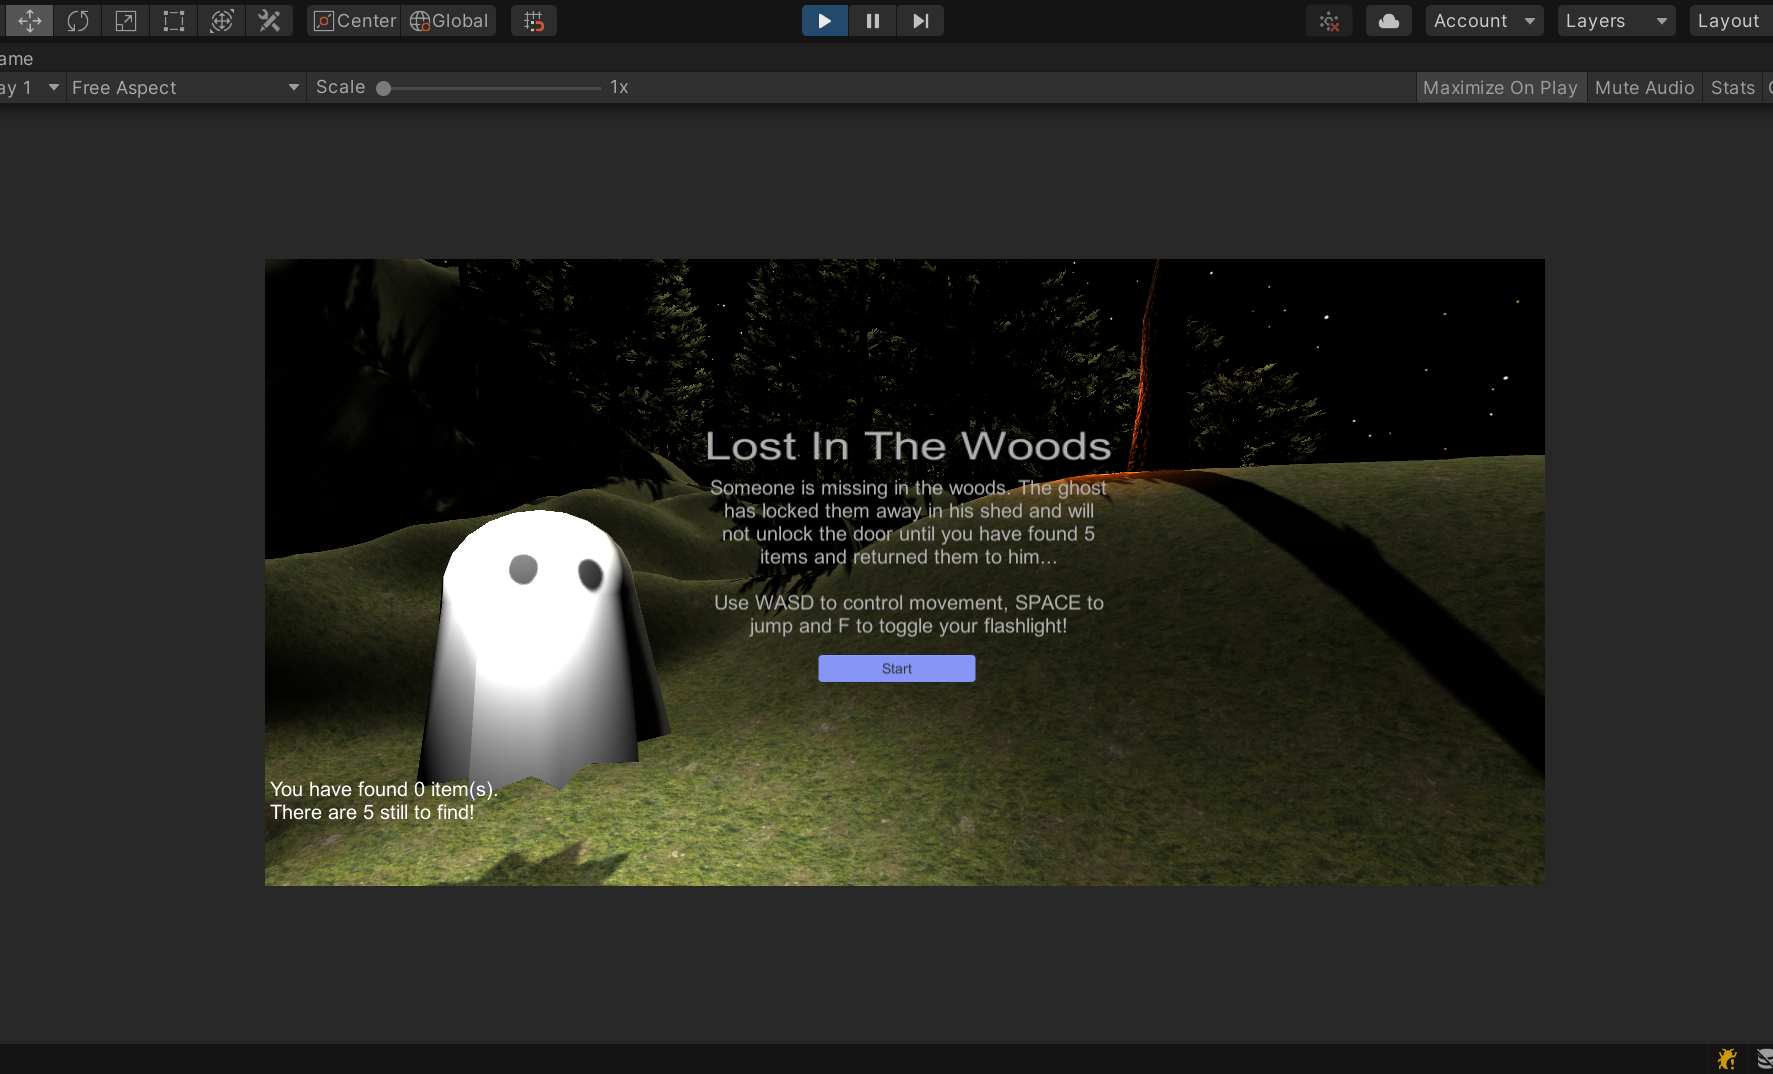 Center Global Account Layers Layout
ame
ay 1 Free Aspect Scale 1x Maximize On Play Mute Audio Stats
Lost In The Woods
Someone is missing in the woods. The ghost
has locked them away in his shed and will
not unlock the door until you have found 5
items and returned them to him...
Use WASD to control movement, SPACE to
jump and F to toggle your flashlight!
Start
You have found 0 item(s).
There are 5 still to find!